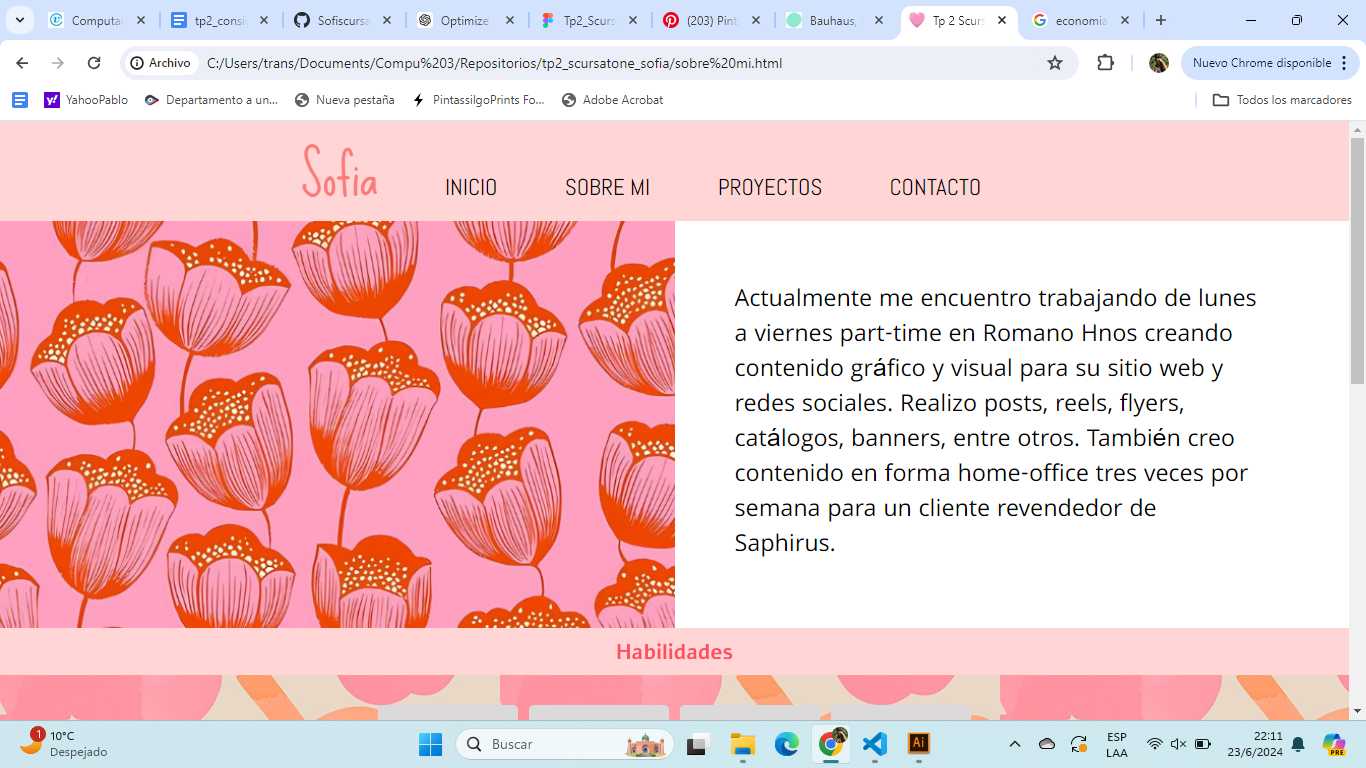 Computac
tp2_consi
Sofiscursa
Optimize
Tp2_Scurs
(203) Pint
Bauhaus,
Tp 2 Scurs
economia
Archivo
C:/Users/trans/Documents/Compu%203/Repositorios/tp2_scursatone_sofia/sobre%20mi.html
Nuevo Chrome disponible
YahooPablo
Departamento a un...
Nueva pestaña
PintassilgoPrints Fo...
Adobe Acrobat
Todos los marcadores
Sofia
INICIO
SOBRE MI
PROYECTOS
CONTACTO
Actualmente me encuentro trabajando de lunes
a viernes part-time en Romano Hnos creando
contenido gráfico y visual para su sitio web y
redes sociales. Realizo posts, reels, flyers,
catálogos, banners, entre otros. También creo
contenido en forma home-office tres veces por
semana para un cliente revendedor de
Saphirus.
Habilidades
1
10°C
Despejado
Buscar
Ai
ESP
LAA
22:11
23/6/2024
PRE